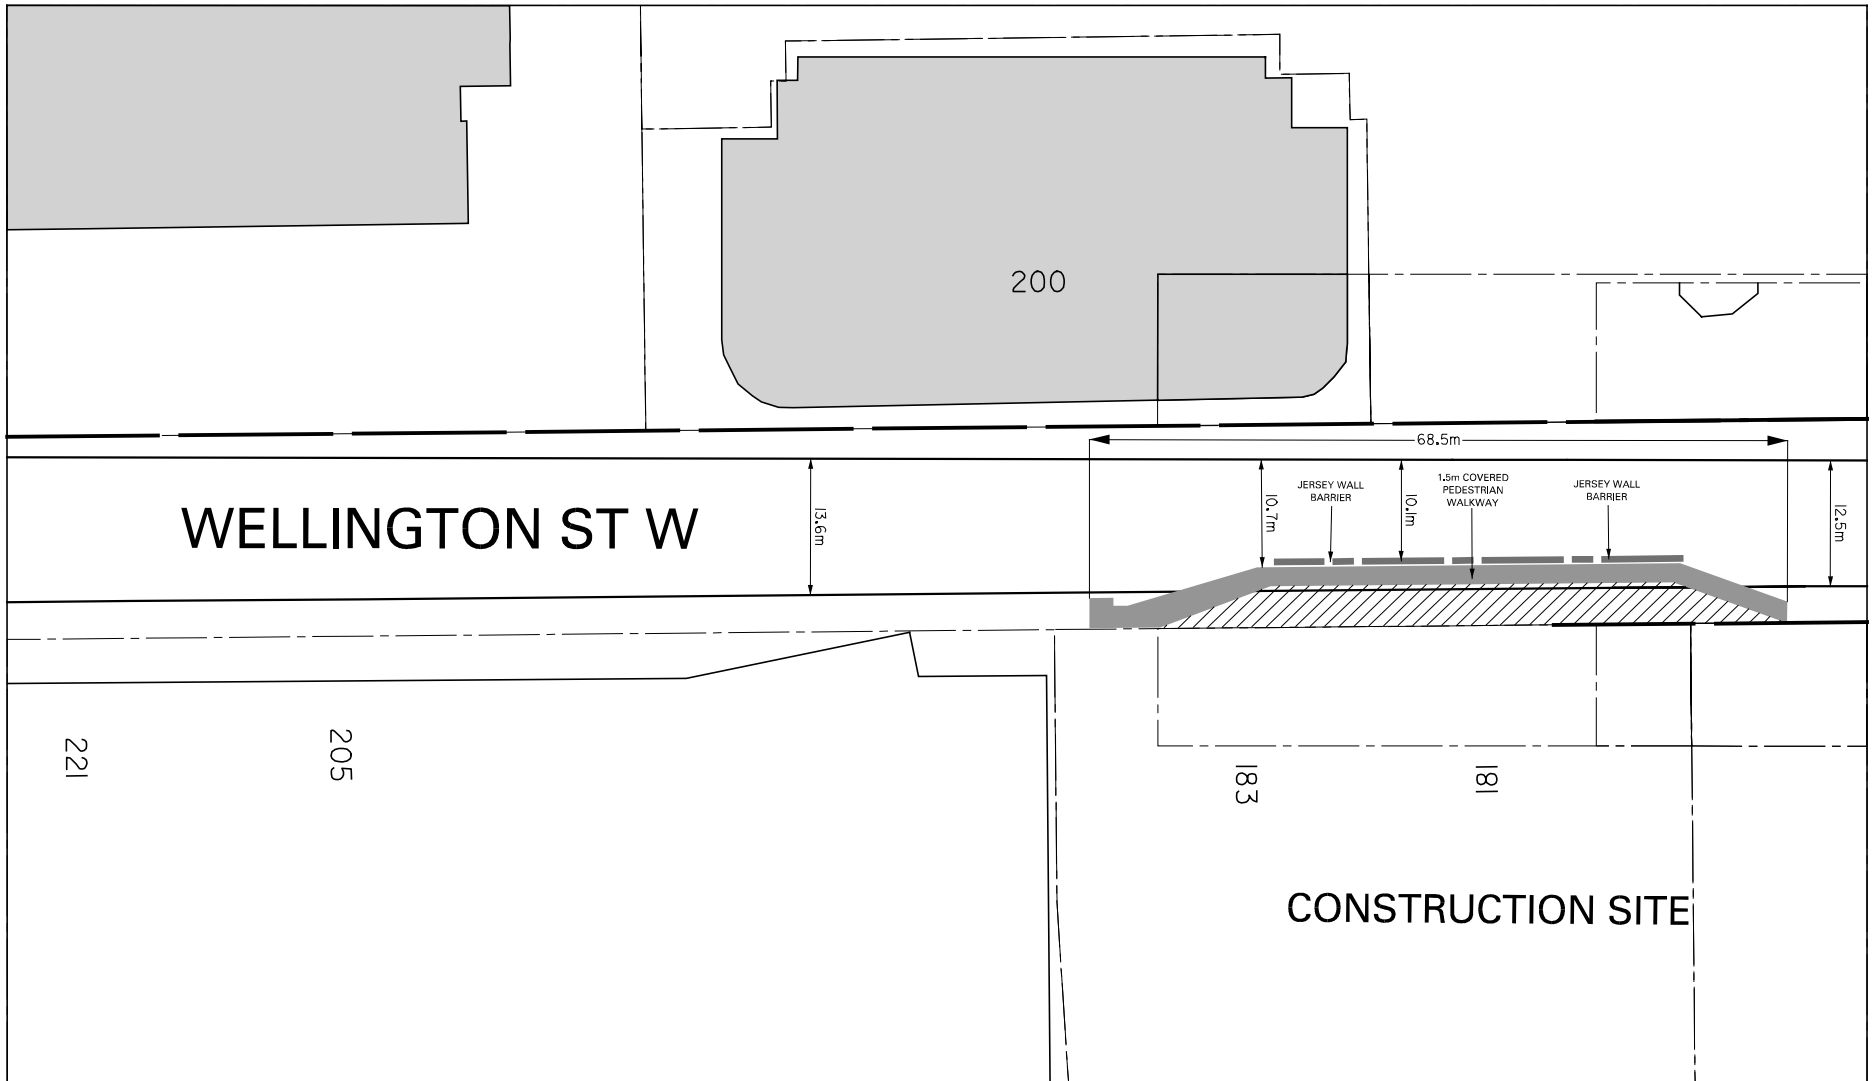 200
68.5m
WELLINGTON ST W
13.6m
10.7m
JERSEY WALL
BARRIER
10.1m
1.5m COVERED
PEDESTRIAN
WALKWAY
JERSEY WALL
BARRIER
12.5m
221
205
183
181
CONSTRUCTION SITE